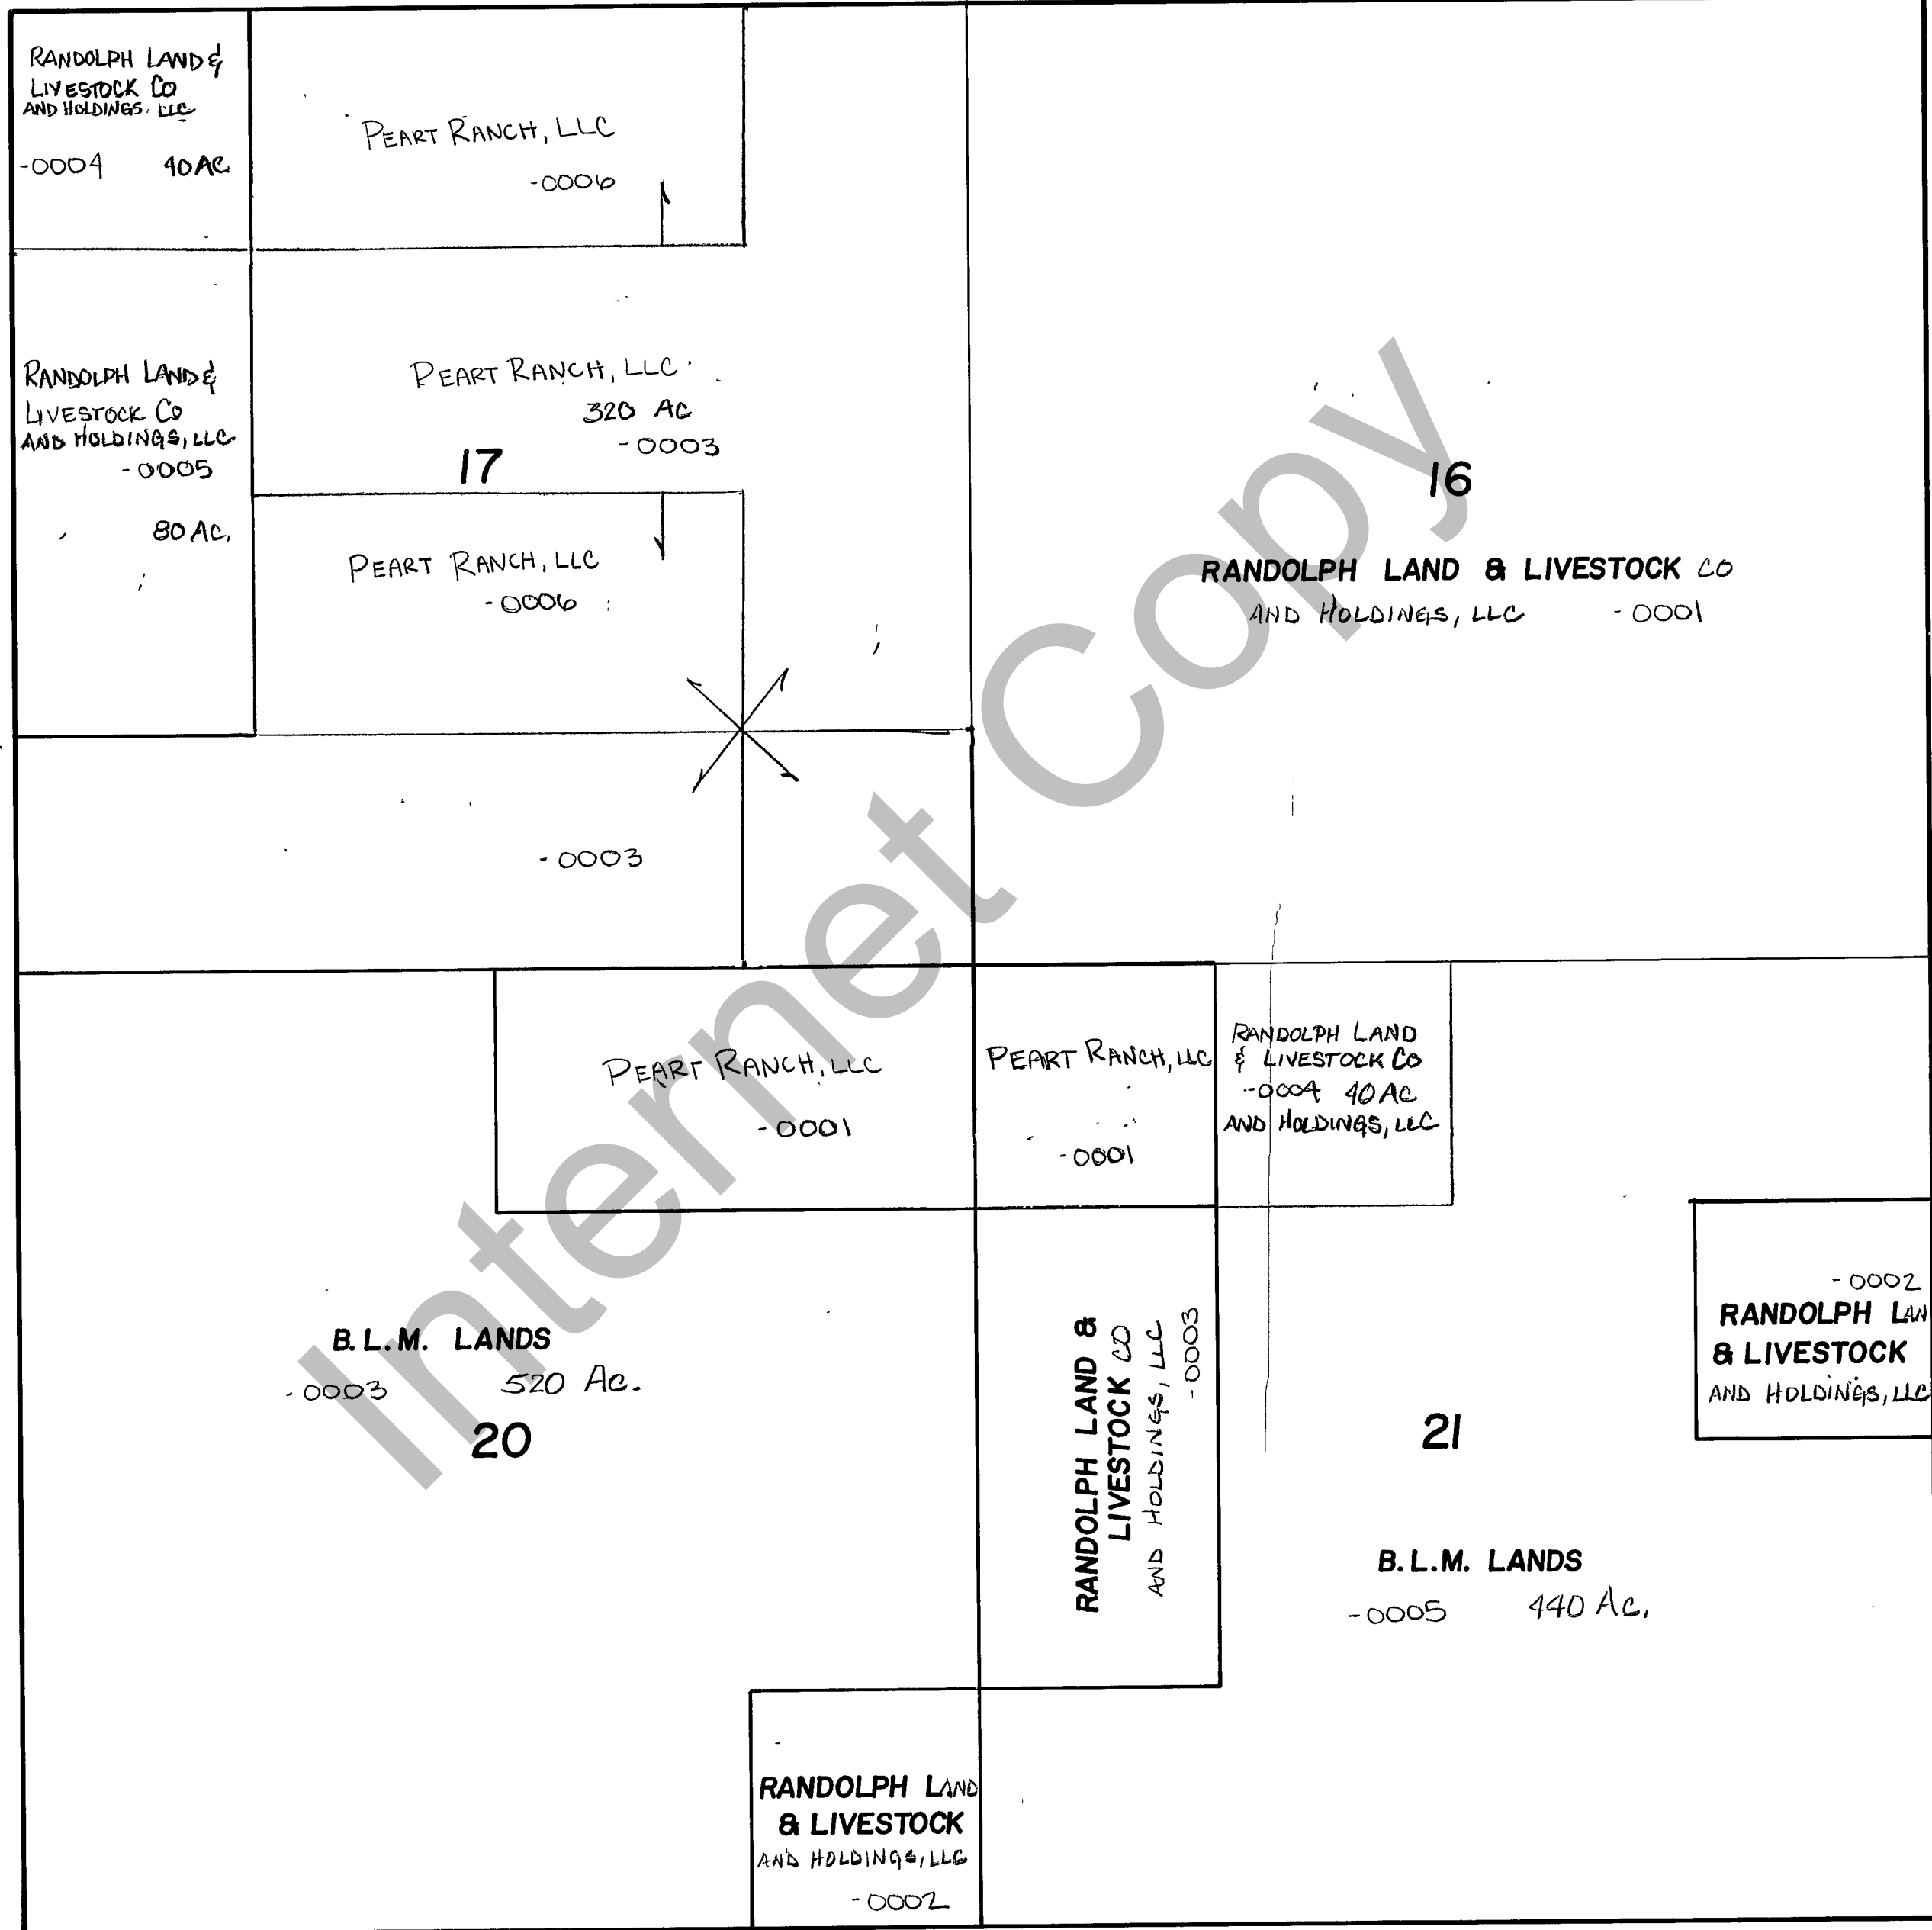 RANDOLPH LAND &
LIVESTOCK CO
AND HOLDINGS, LLC
-0004 40 AC.
PEART RANCH, LLC
-0006
RANDOLPH LAND &
LIVESTOCK CO
AND HOLDINGS, LLC
-0005
80 AC.
PEART RANCH, LLC
320 AC
-0003
17
PEART RANCH, LLC
-0006
-0003
16
RANDOLPH LAND & LIVESTOCK CO
AND HOLDINGS, LLC -0001
PEART RANCH, LLC
-0001
PEART RANCH, LLC
-0001
RANDOLPH LAND
& LIVESTOCK CO
-0004 40 AC
AND HOLDINGS, LLC
B.L.M. LANDS
-0003 520 Ac.
20
RANDOLPH LAND &
LIVESTOCK CO
AND HOLDINGS, LLC
-0003
21
-0002
RANDOLPH LAN
& LIVESTOCK
AND HOLDINGS, LLC
B.L.M. LANDS
-0005 440 Ac.
RANDOLPH LAND
& LIVESTOCK
AND HOLDINGS, LLC
-0002
Internet Copy